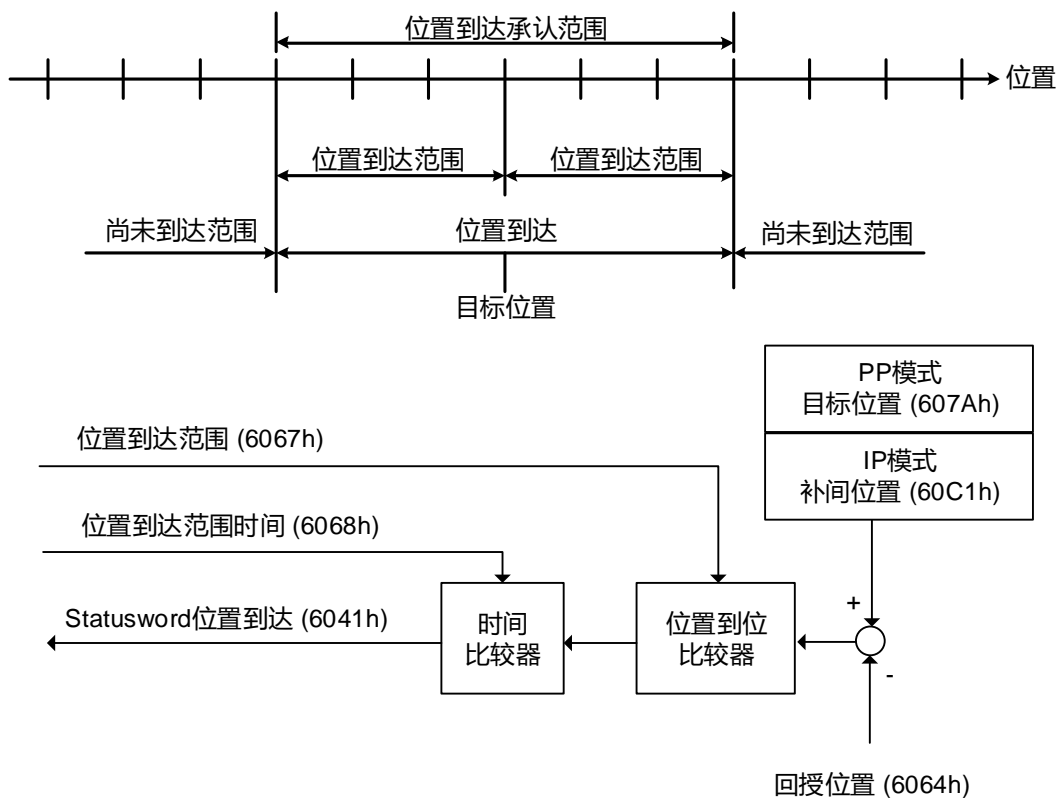 位置到达承认范围
位置
位置到达范围 位置到达范围
尚未到达范围 位置到达 尚未到达范围
目标位置
PP模式
目标位置 (607Ah)
位置到达范围 (6067h)
IP模式
补间位置 (60C1h)
位置到达范围时间 (6068h)
+
Statusword位置到达 (6041h)
时间
比较器
位置到位
比较器
-
回授位置 (6064h)